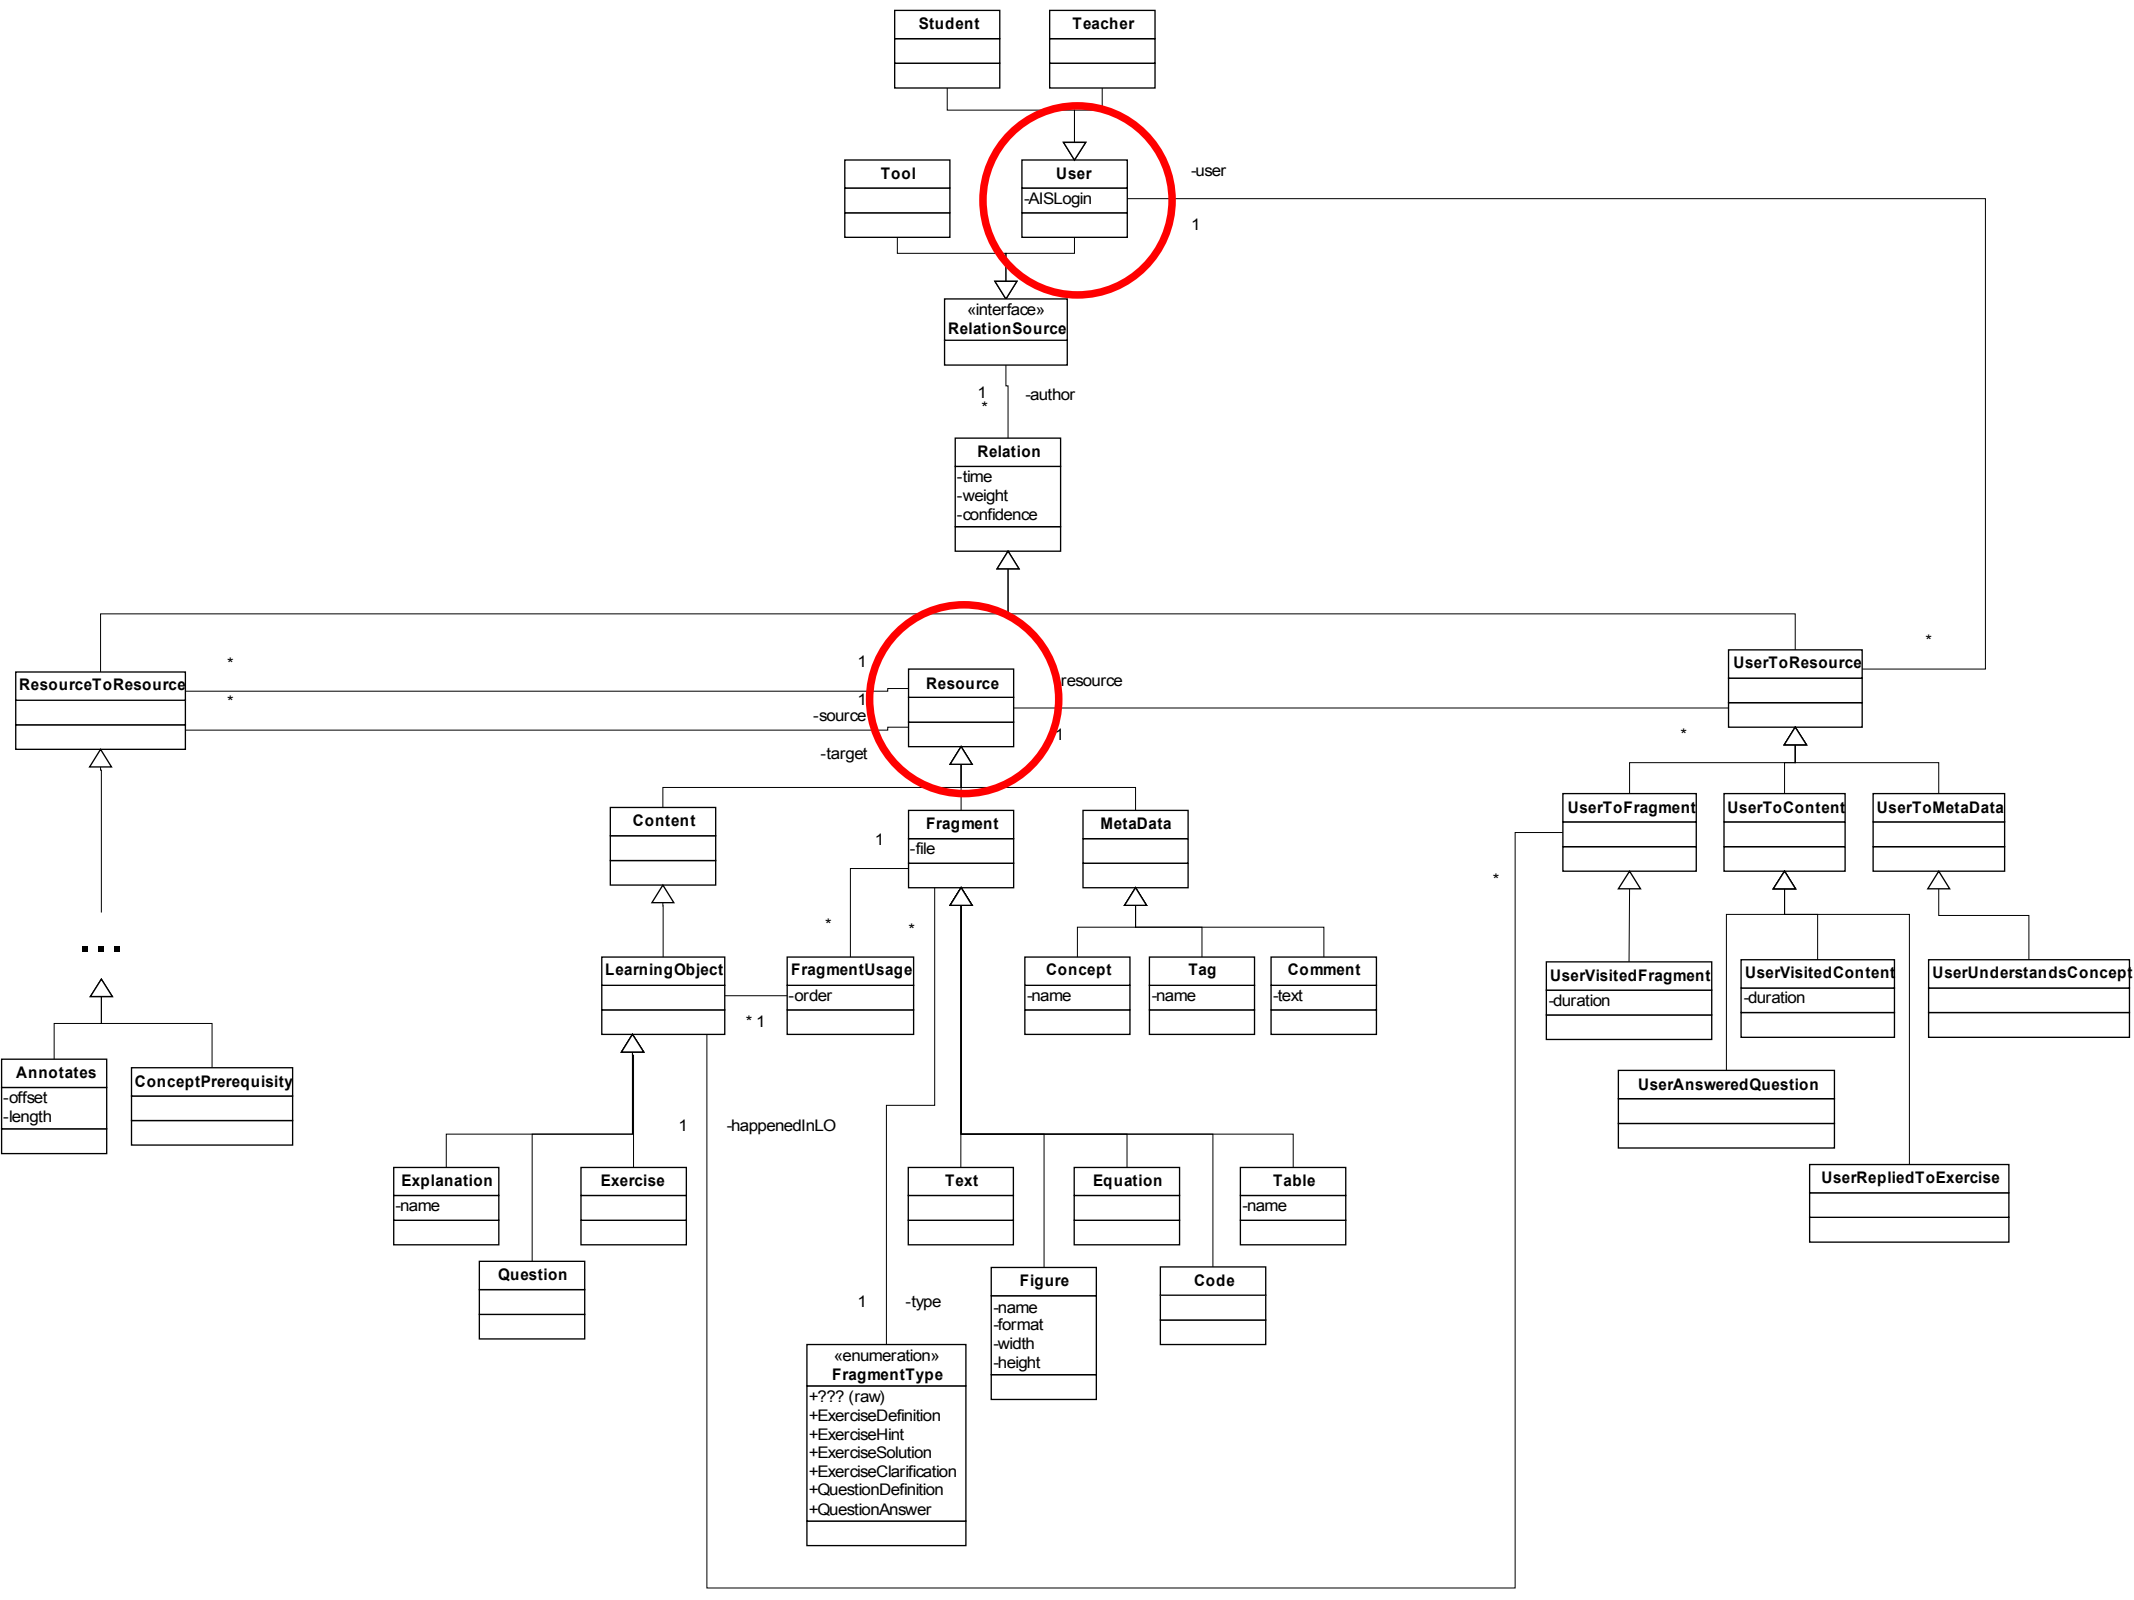 Student
Teacher
Tool
User
-AISLogin
-user
1
«interface»
RelationSource
1
*
-author
Relation
-time
-weight
-confidence
*
*
1
ResourceToResource
Resource
resource
UserToResource
*
1
-source
1
*
-target
Content
Fragment
-file
MetaData
1
UserToFragment
UserToContent
UserToMetaData
*
*
*
LearningObject
FragmentUsage
-order
* 1
Concept
-name
Tag
-name
Comment
-text
UserVisitedFragment
-duration
UserVisitedContent
-duration
UserUnderstandsConcept
...
Annotates
-offset
-length
ConceptPrerequisity
UserAnsweredQuestion
1
-happenedInLO
Explanation
-name
Exercise
Text
Equation
Table
-name
UserRepliedToExercise
Question
Figure
-name
-format
-width
-height
Code
1
-type
«enumeration»
FragmentType
+??? (raw)
+ExerciseDefinition
+ExerciseHint
+ExerciseSolution
+ExerciseClarification
+QuestionDefinition
+QuestionAnswer